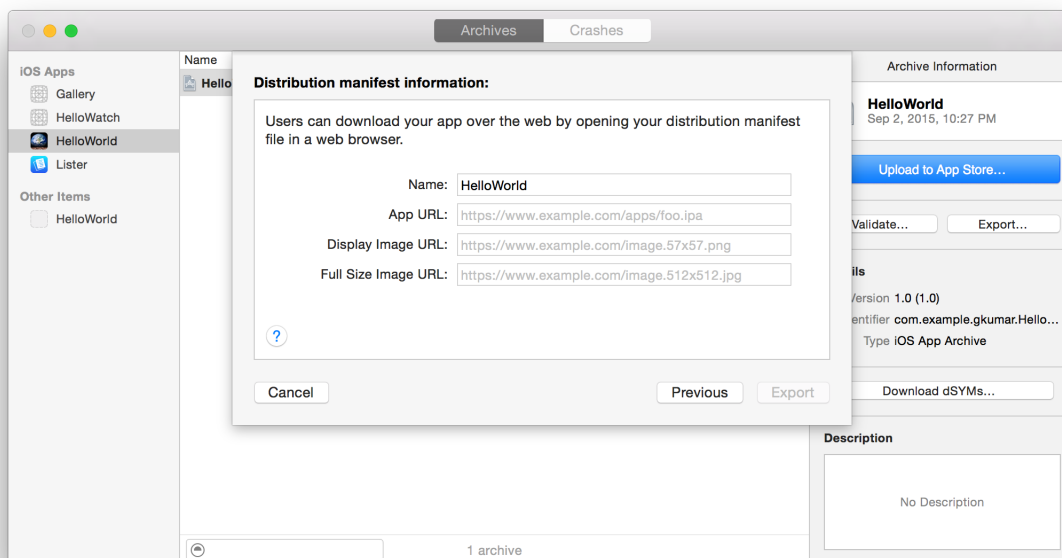 Archives
Crashes
iOS Apps
Gallery
HelloWatch
HelloWorld
Lister
Other Items
HelloWorld
Name
Hello
Distribution manifest information:
Users can download your app over the web by opening your distribution manifest
file in a web browser.
Name: HelloWorld
App URL: https://www.example.com/apps/foo.ipa
Display Image URL: https://www.example.com/image.57x57.png
Full Size Image URL: https://www.example.com/image.512x512.jpg
?
Cancel
Previous
Export
Archive Information
HelloWorld
Sep 2, 2015, 10:27 PM
Upload to App Store...
Validate...
Export...
ils
ersion 1.0 (1.0)
entifier com.example.gkumar.Hello...
Type iOS App Archive
Download dSYMs...
Description
No Description
1 archive